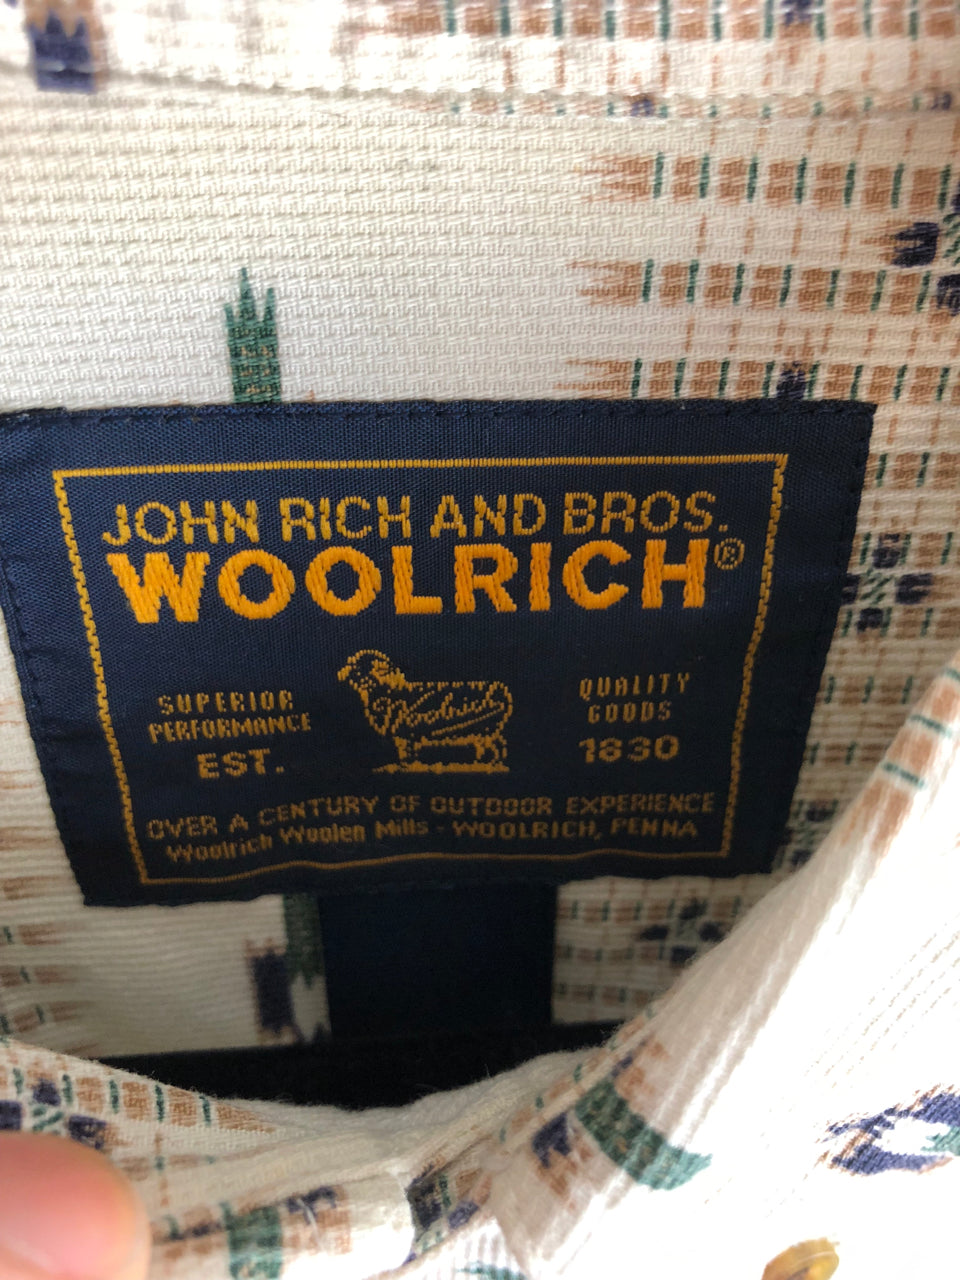 JOHN RICH AND BROS.
WOOLRICH®
SUPERIOR
PERFORMANCE
EST.
Woolrich
QUALITY
GOODS
1830
OVER A CENTURY OF OUTDOOR EXPERIENCE
Woolrich Woolen Mills - WOOLRICH, PENNA